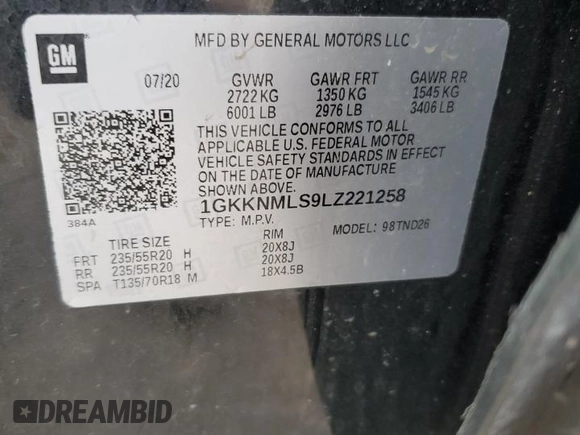 GM
MFD BY GENERAL MOTORS LLC
07/20 GVWR GAWR FRT GAWR RR
2722 KG 1350 KG 1545 KG
6001 LB 2976 LB 3406 LB
THIS VEHICLE CONFORMS TO ALL
APPLICABLE U.S. FEDERAL MOTOR
VEHICLE SAFETY STANDARDS IN EFFECT
ON THE DATE OF MANUFACTURE
SHOWN ABOVE.
384A
1GKKNMLS9LZ221258
TYPE: M.P.V. MODEL: 98TND26
TIRE SIZE RIM
FRT 235/55R20 H 20X8J
RR 235/55R20 H 20X8J
SPA T135/70R18 M 18X4.5B
DREAMBID